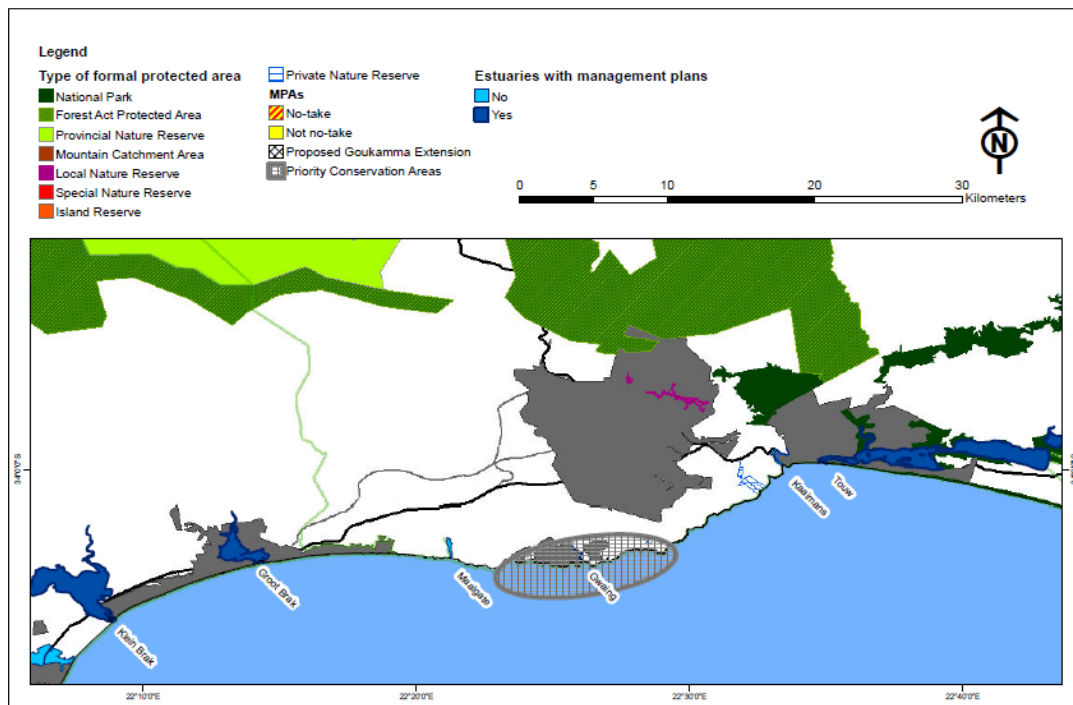 Legend
Type of formal protected area
National Park
Forest Act Protected Area
Provincial Nature Reserve
Mountain Catchment Area
Local Nature Reserve
Special Nature Reserve
Island Reserve
Private Nature Reserve
MPAs
No-take
Not no-take
Proposed Goukamma Extension
Priority Conservation Areas
Estuaries with management plans
No
Yes
N
0 5 10 20 30
Kilometers
34°0'0"S
Kaaimans
Touw
Groot Brak
Maalgate
Gwaing
Klein Brak
22°10'0"E 22°20'0"E 22°30'0"E 22°40'0"E